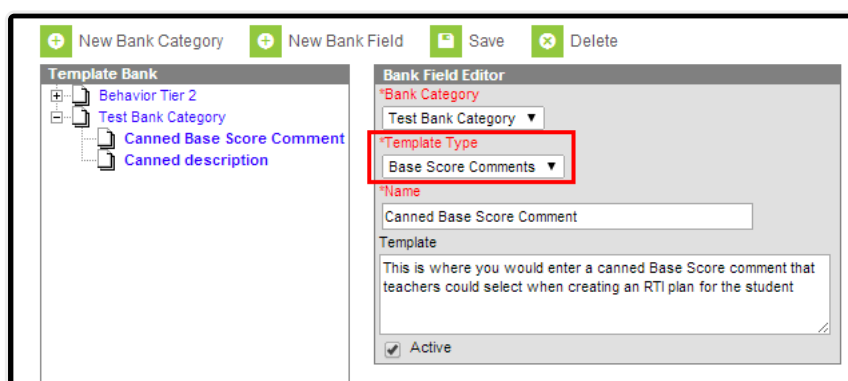 New Bank Category New Bank Field Save Delete
Template Bank
Behavior Tier 2
Test Bank Category
Canned Base Score Comment
Canned description
Bank Field Editor
*Bank Category
Test Bank Category
*Template Type
Base Score Comments
*Name
Canned Base Score Comment
Template
This is where you would enter a canned Base Score comment that
teachers could select when creating an RTI plan for the student
Active